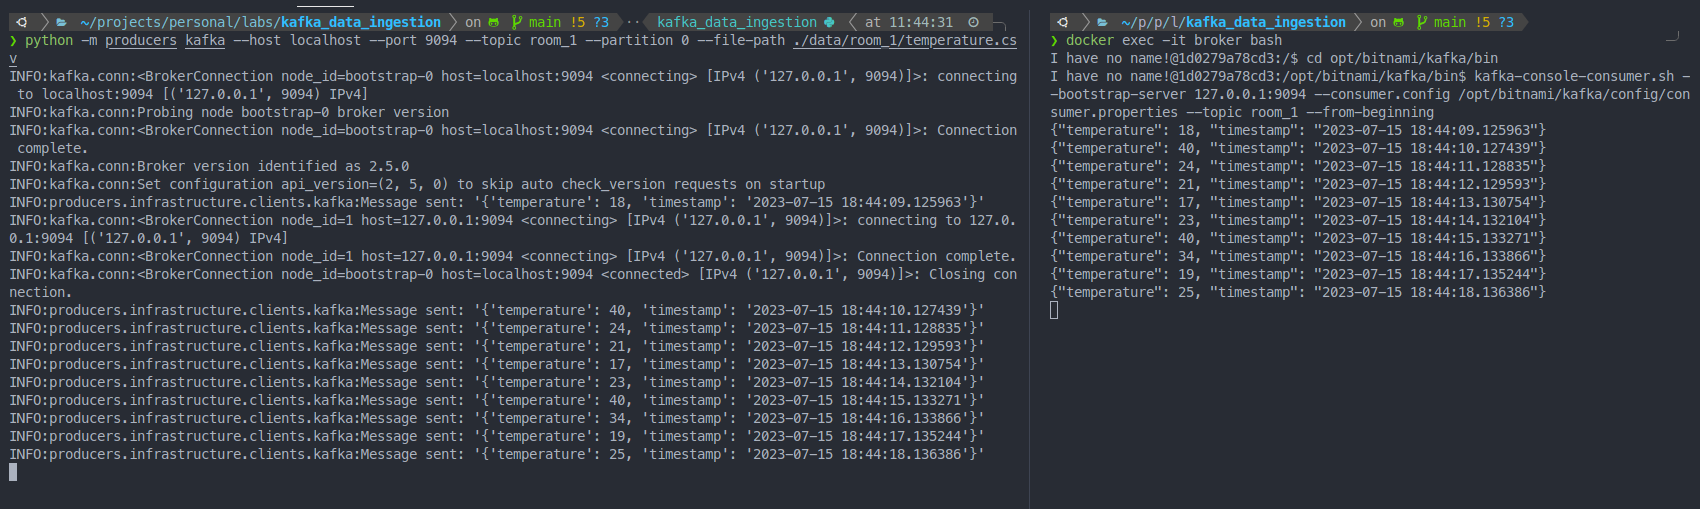 ~/projects/personal/labs/kafka_data_ingestion on main !5 ?3 ·· kafka_data_ingestion at 11:44:31
❯ python -m producers kafka --host localhost --port 9094 --topic room_1 --partition 0 --file-path ./data/room_1/temperature.cs
v
INFO:kafka.conn:<BrokerConnection node_id=bootstrap-0 host=localhost:9094 <connecting> [IPv4 ('127.0.0.1', 9094)]>: connecting
 to localhost:9094 [('127.0.0.1', 9094) IPv4]
INFO:kafka.conn:Probing node bootstrap-0 broker version
INFO:kafka.conn:<BrokerConnection node_id=bootstrap-0 host=localhost:9094 <connecting> [IPv4 ('127.0.0.1', 9094)]>: Connection
 complete.
INFO:kafka.conn:Broker version identified as 2.5.0
INFO:kafka.conn:Set configuration api_version=(2, 5, 0) to skip auto check_version requests on startup
INFO:producers.infrastructure.clients.kafka:Message sent: '{'temperature': 18, 'timestamp': '2023-07-15 18:44:09.125963'}'
INFO:kafka.conn:<BrokerConnection node_id=1 host=127.0.0.1:9094 <connecting> [IPv4 ('127.0.0.1', 9094)]>: connecting to 127.0.
0.1:9094 [('127.0.0.1', 9094) IPv4]
INFO:kafka.conn:<BrokerConnection node_id=1 host=127.0.0.1:9094 <connecting> [IPv4 ('127.0.0.1', 9094)]>: Connection complete.
INFO:kafka.conn:<BrokerConnection node_id=bootstrap-0 host=localhost:9094 <connected> [IPv4 ('127.0.0.1', 9094)]>: Closing con
nection.
INFO:producers.infrastructure.clients.kafka:Message sent: '{'temperature': 40, 'timestamp': '2023-07-15 18:44:10.127439'}'
INFO:producers.infrastructure.clients.kafka:Message sent: '{'temperature': 24, 'timestamp': '2023-07-15 18:44:11.128835'}'
INFO:producers.infrastructure.clients.kafka:Message sent: '{'temperature': 21, 'timestamp': '2023-07-15 18:44:12.129593'}'
INFO:producers.infrastructure.clients.kafka:Message sent: '{'temperature': 17, 'timestamp': '2023-07-15 18:44:13.130754'}'
INFO:producers.infrastructure.clients.kafka:Message sent: '{'temperature': 23, 'timestamp': '2023-07-15 18:44:14.132104'}'
INFO:producers.infrastructure.clients.kafka:Message sent: '{'temperature': 40, 'timestamp': '2023-07-15 18:44:15.133271'}'
INFO:producers.infrastructure.clients.kafka:Message sent: '{'temperature': 34, 'timestamp': '2023-07-15 18:44:16.133866'}'
INFO:producers.infrastructure.clients.kafka:Message sent: '{'temperature': 19, 'timestamp': '2023-07-15 18:44:17.135244'}'
INFO:producers.infrastructure.clients.kafka:Message sent: '{'temperature': 25, 'timestamp': '2023-07-15 18:44:18.136386'}'
~/p/p/l/kafka_data_ingestion on main !5 ?3
❯ docker exec -it broker bash
I have no name!@1d0279a78cd3:/$ cd opt/bitnami/kafka/bin
I have no name!@1d0279a78cd3:/opt/bitnami/kafka/bin$ kafka-console-consumer.sh -
-bootstrap-server 127.0.0.1:9094 --consumer.config /opt/bitnami/kafka/config/con
sumer.properties --topic room_1 --from-beginning
{"temperature": 18, "timestamp": "2023-07-15 18:44:09.125963"}
{"temperature": 40, "timestamp": "2023-07-15 18:44:10.127439"}
{"temperature": 24, "timestamp": "2023-07-15 18:44:11.128835"}
{"temperature": 21, "timestamp": "2023-07-15 18:44:12.129593"}
{"temperature": 17, "timestamp": "2023-07-15 18:44:13.130754"}
{"temperature": 23, "timestamp": "2023-07-15 18:44:14.132104"}
{"temperature": 40, "timestamp": "2023-07-15 18:44:15.133271"}
{"temperature": 34, "timestamp": "2023-07-15 18:44:16.133866"}
{"temperature": 19, "timestamp": "2023-07-15 18:44:17.135244"}
{"temperature": 25, "timestamp": "2023-07-15 18:44:18.136386"}